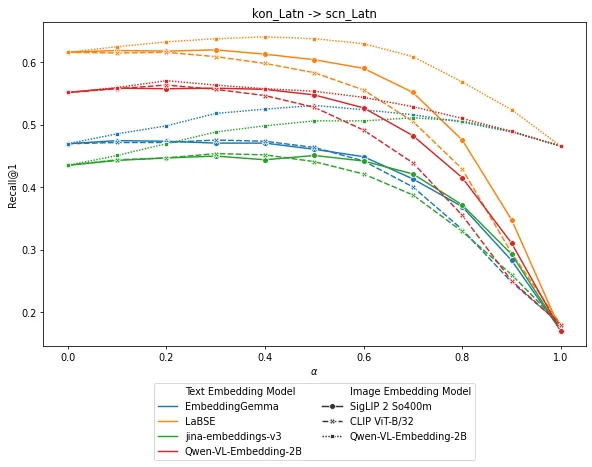 kon_Latn -> scn_Latn
Recall@1
0.6
0.5
0.4
0.3
0.2
0.0
0.2
0.4
0.6
0.8
1.0
α
Text Embedding Model
EmbeddingGemma
LaBSE
jina-embeddings-v3
Qwen-VL-Embedding-2B
Image Embedding Model
SigLIP 2 So400m
CLIP ViT-B/32
Qwen-VL-Embedding-2B